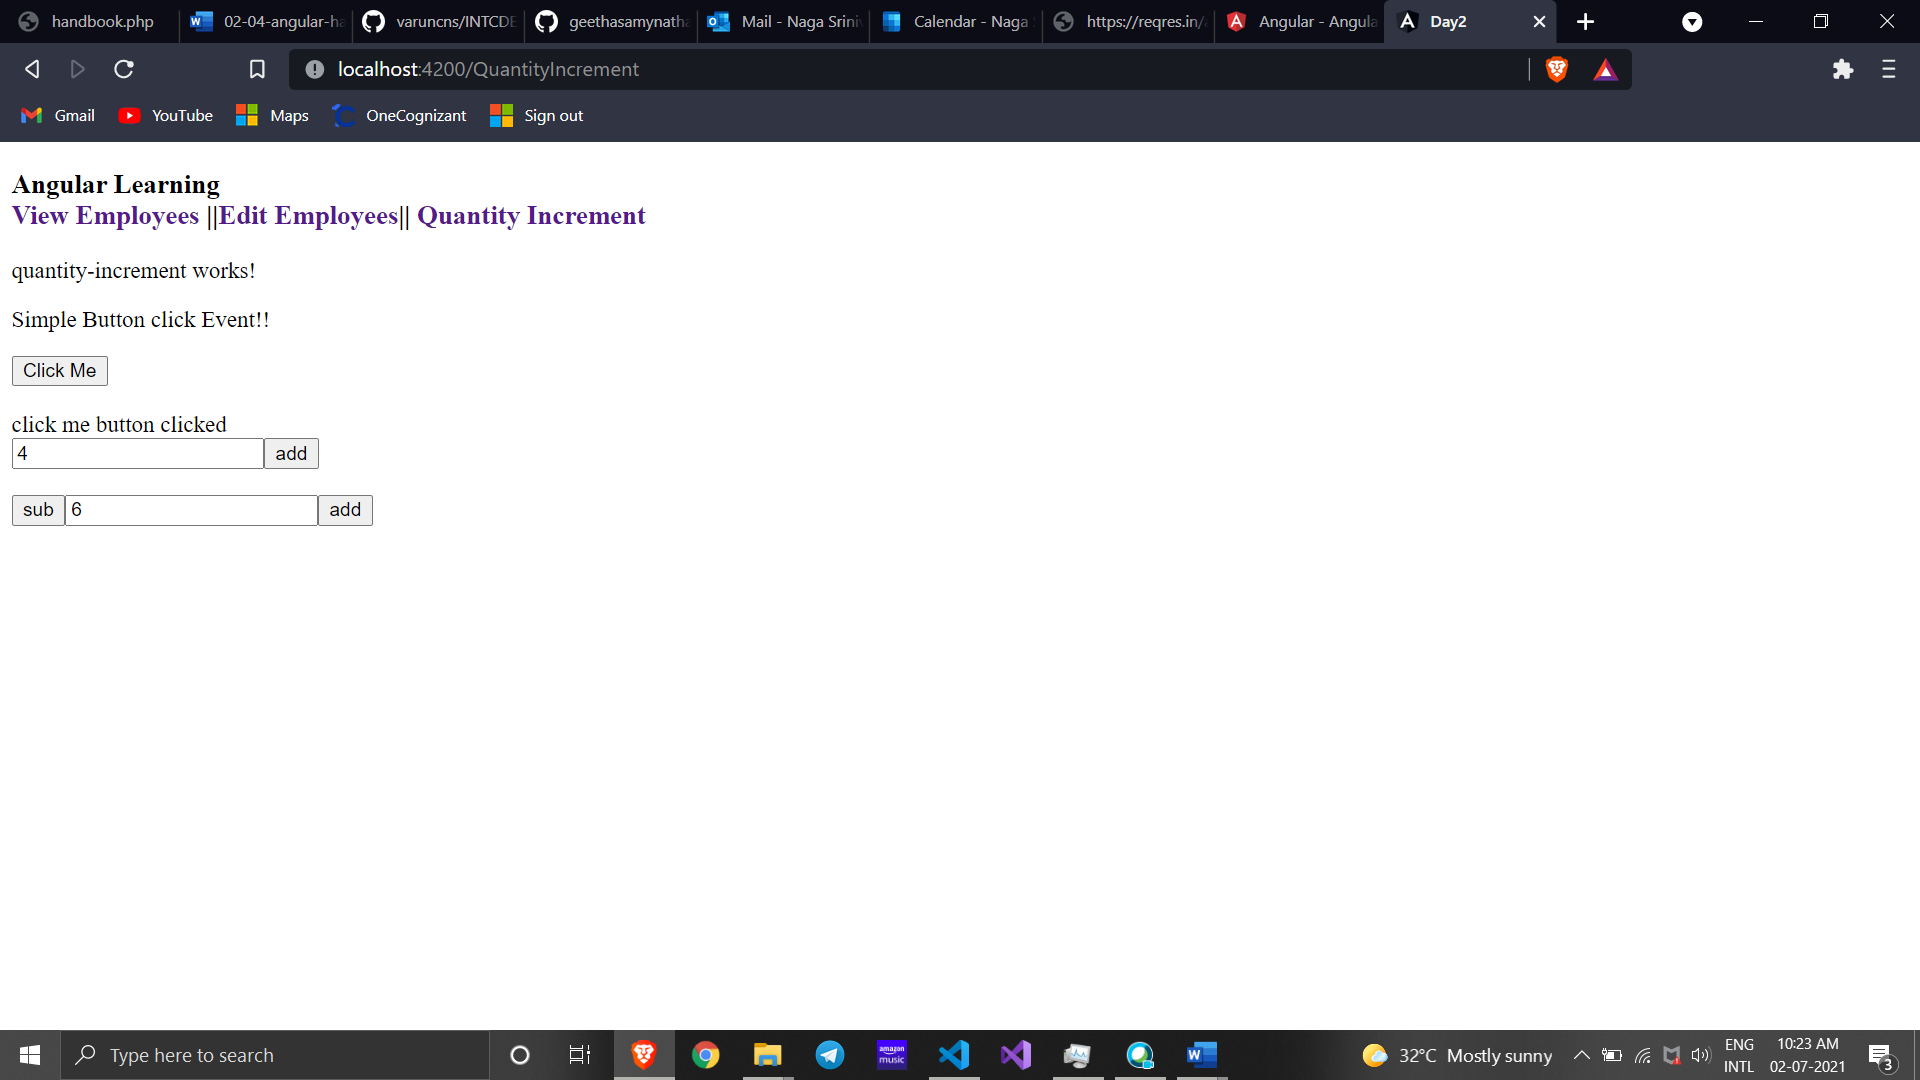 handbook.php
02-04-angular-ha
varuncns/INTCDE
geethasamynatha
Mail - Naga Sriniv
Calendar - Naga S
https://reqres.in/a
Angular - Angula
Day2
localhost:4200/QuantityIncrement
Gmail
YouTube
Maps
OneCognizant
Sign out
Angular Learning
View Employees ||Edit Employees|| Quantity Increment
quantity-increment works!
Simple Button click Event!!
Click Me
click me button clicked
4 add
sub 6 add
Type here to search
amazon music
32°C Mostly sunny
ENG
INTL
10:23 AM
02-07-2021
3